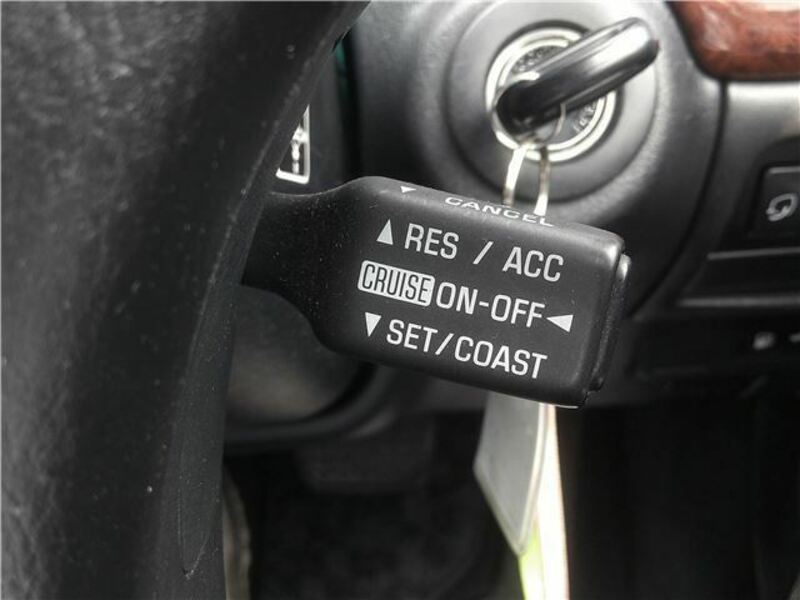 CANCEL
▲ RES / ACC
CRUISE ON-OFF ◄
▼ SET/COAST